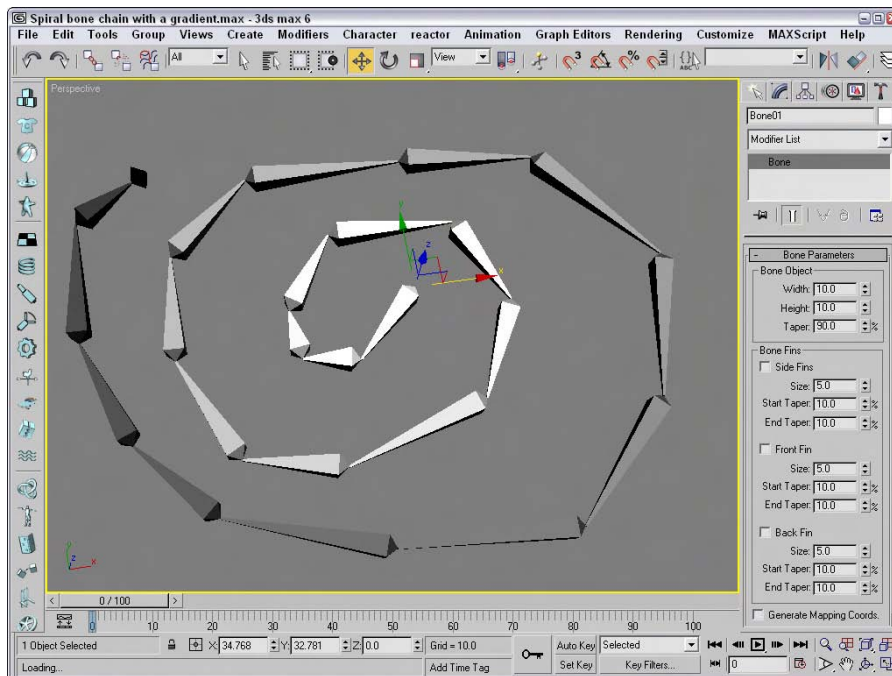 Spiral bone chain with a gradient.max - 3ds max 6
File Edit Tools Group Views Create Modifiers Character reactor Animation Graph Editors Rendering Customize MAXScript Help
All
View
Perspective
Bone01
Modifier List
Bone
- Bone Parameters
Bone Object
Width: 10.0
Height: 10.0
Taper: 90.0 %
Bone Fins
Side Fins
Size: 5.0
Start Taper: 10.0 %
End Taper: 10.0 %
Front Fin
Size: 5.0
Start Taper: 10.0 %
End Taper: 10.0 %
Back Fin
Size: 5.0
Start Taper: 10.0 %
End Taper: 10.0 %
Generate Mapping Coords.
y
z
x
z
x
< 0 / 100 >
0 10 20 30 40 50 60 70 80 90 100
1 Object Selected X: 34.768 Y: 32.781 Z: 0.0 Grid = 10.0 Auto Key Selected
Loading... Add Time Tag Set Key Key Filters... 0